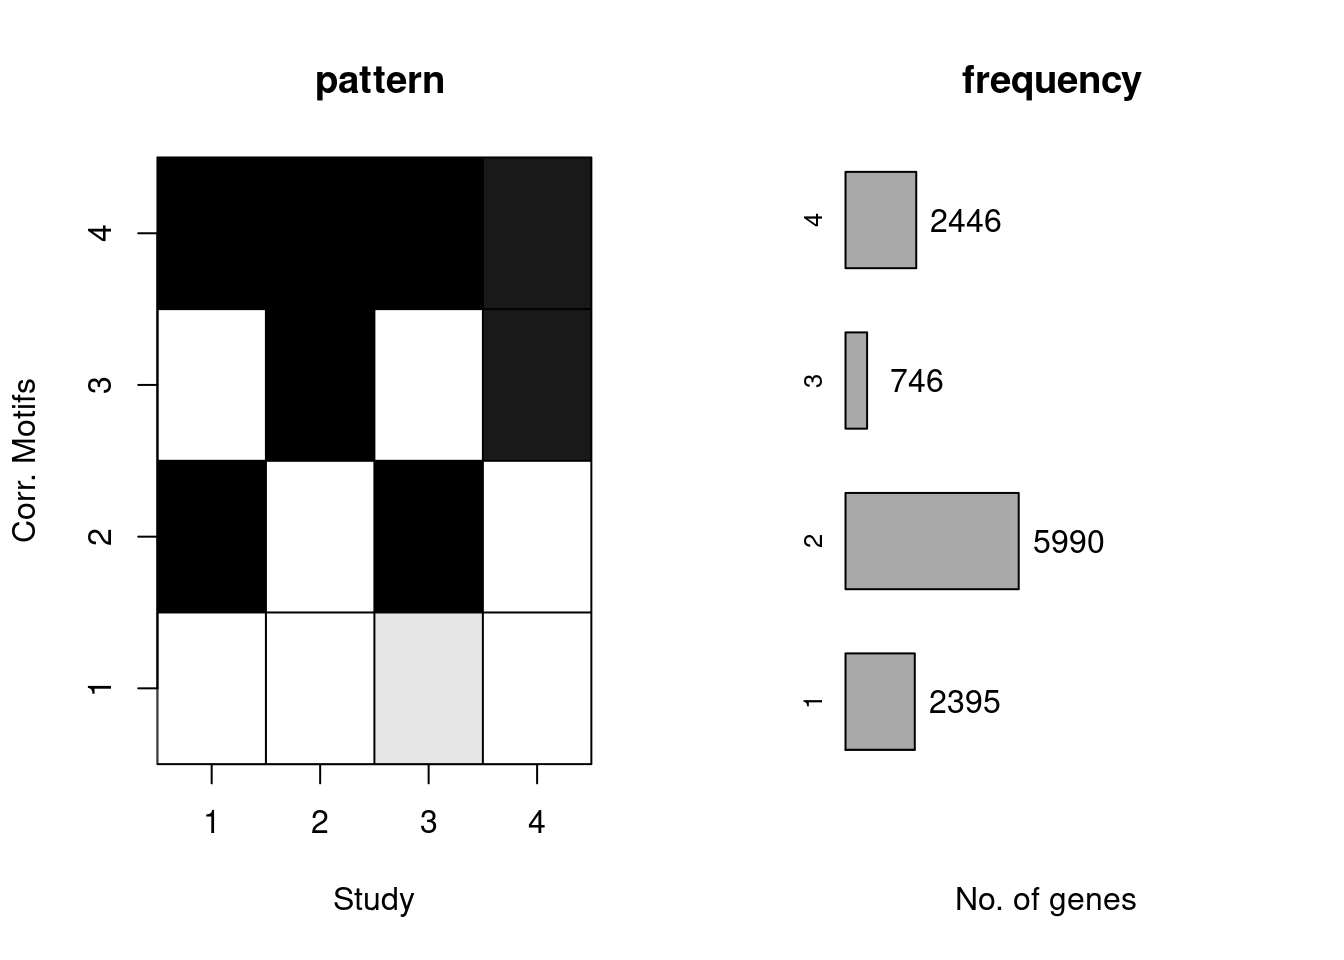 pattern
Corr. Motifs
4
3
2
1
1 2 3 4
Study
frequency
4 2446
3 746
2 5990
1 2395
No. of genes